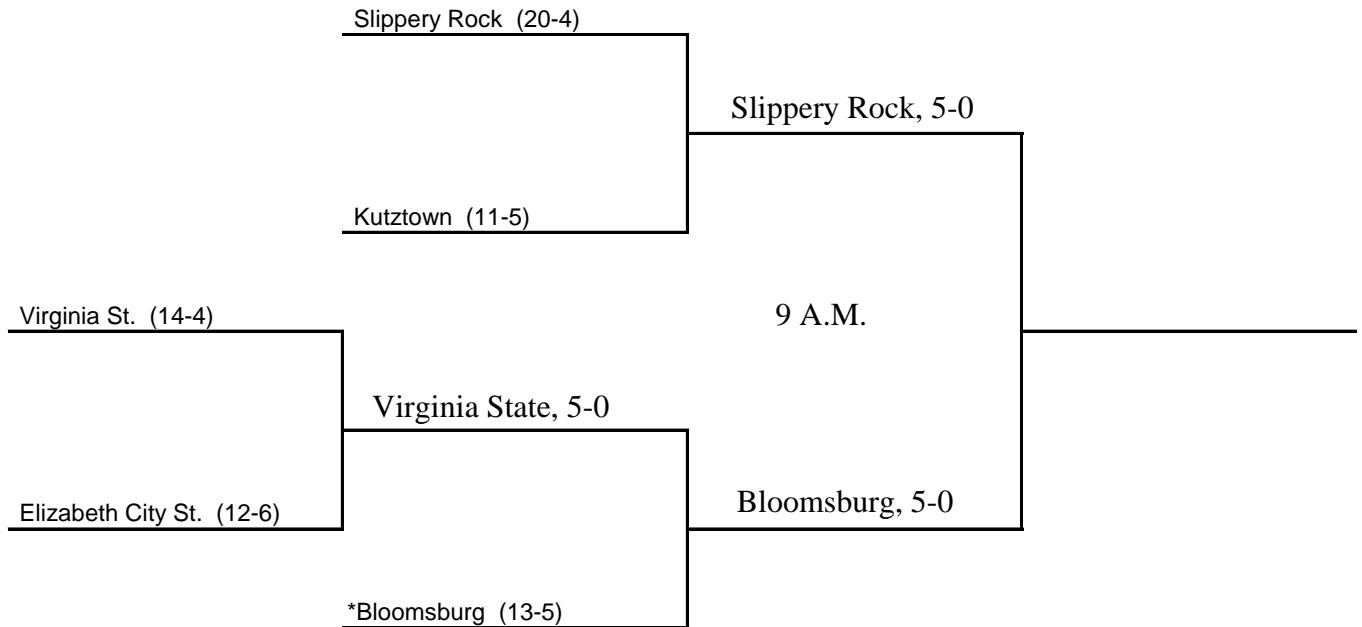 Slippery Rock (20-4)
Slippery Rock, 5-0
Kutztown (11-5)
Virginia St. (14-4)
9 A.M.
Virginia State, 5-0
Elizabeth City St. (12-6)
Bloomsburg, 5-0
*Bloomsburg (13-5)